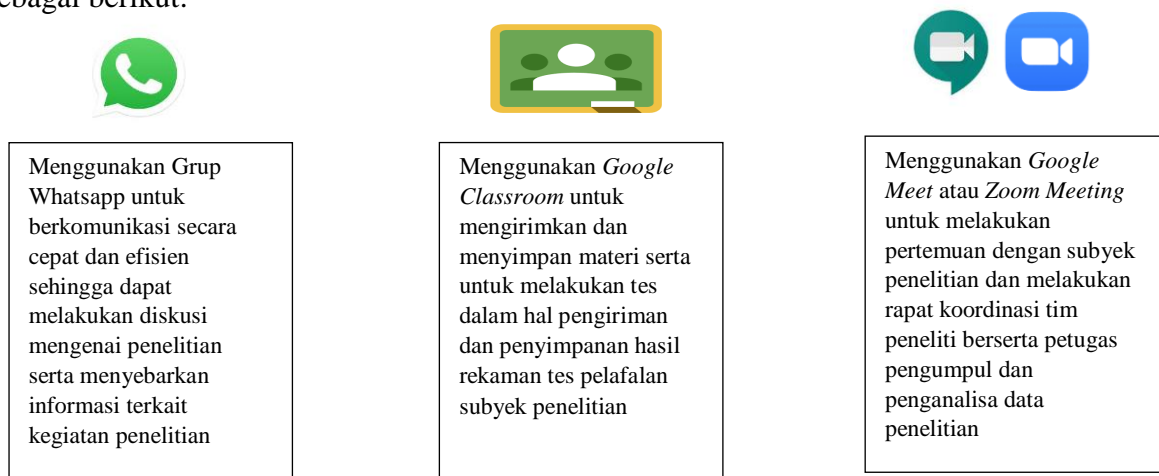 sebagai berikut:
Menggunakan Grup
Whatsapp untuk
berkomunikasi secara
cepat dan efisien
sehingga dapat
melakukan diskusi
mengenai penelitian
serta menyebarkan
informasi terkait
kegiatan penelitian
Menggunakan Google
Classroom untuk
mengirimkan dan
menyimpan materi serta
untuk melakukan tes
dalam hal pengiriman
dan penyimpanan hasil
rekaman tes pelafalan
subyek penelitian
Menggunakan Google
Meet atau Zoom Meeting
untuk melakukan
pertemuan dengan subyek
penelitian dan melakukan
rapat koordinasi tim
peneliti berserta petugas
pengumpul dan
penganalisa data
penelitian